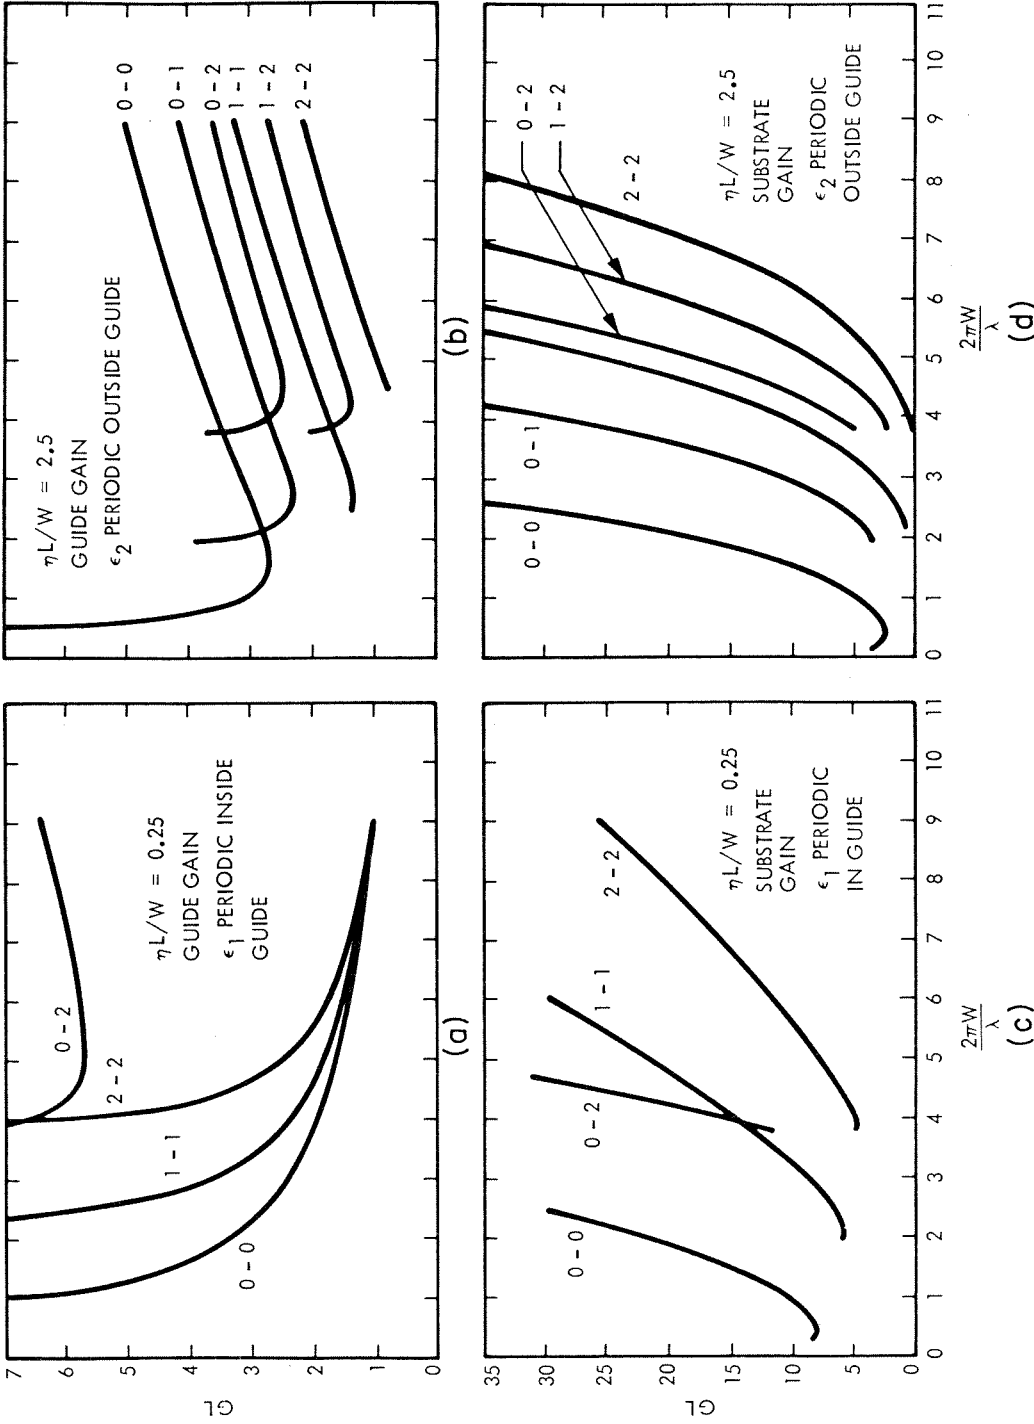 GL
7
6
5
4
3
2
1
0
0-2
2-2
1-1
0-0
ηL/W = 0.25
GUIDE GAIN
ϵ1 PERIODIC INSIDE
GUIDE
(a)
ηL/W = 2.5
GUIDE GAIN
ϵ2 PERIODIC OUTSIDE GUIDE
0-0
0-1
0-2
1-1
1-2
2-2
(b)
GL
35
30
25
20
15
10
5
0
0-0
0-2
1-1
2-2
ηL/W = 0.25
SUBSTRATE
GAIN
ϵ1 PERIODIC
IN GUIDE
0 1 2 3 4 5 6 7 8 9 10 11
2πW
λ
(c)
0-0
0-1
0-2
1-2
2-2
ηL/W = 2.5
SUBSTRATE
GAIN
ϵ2 PERIODIC
OUTSIDE GUIDE
0 1 2 3 4 5 6 7 8 9 10 11
2πW
λ
(d)